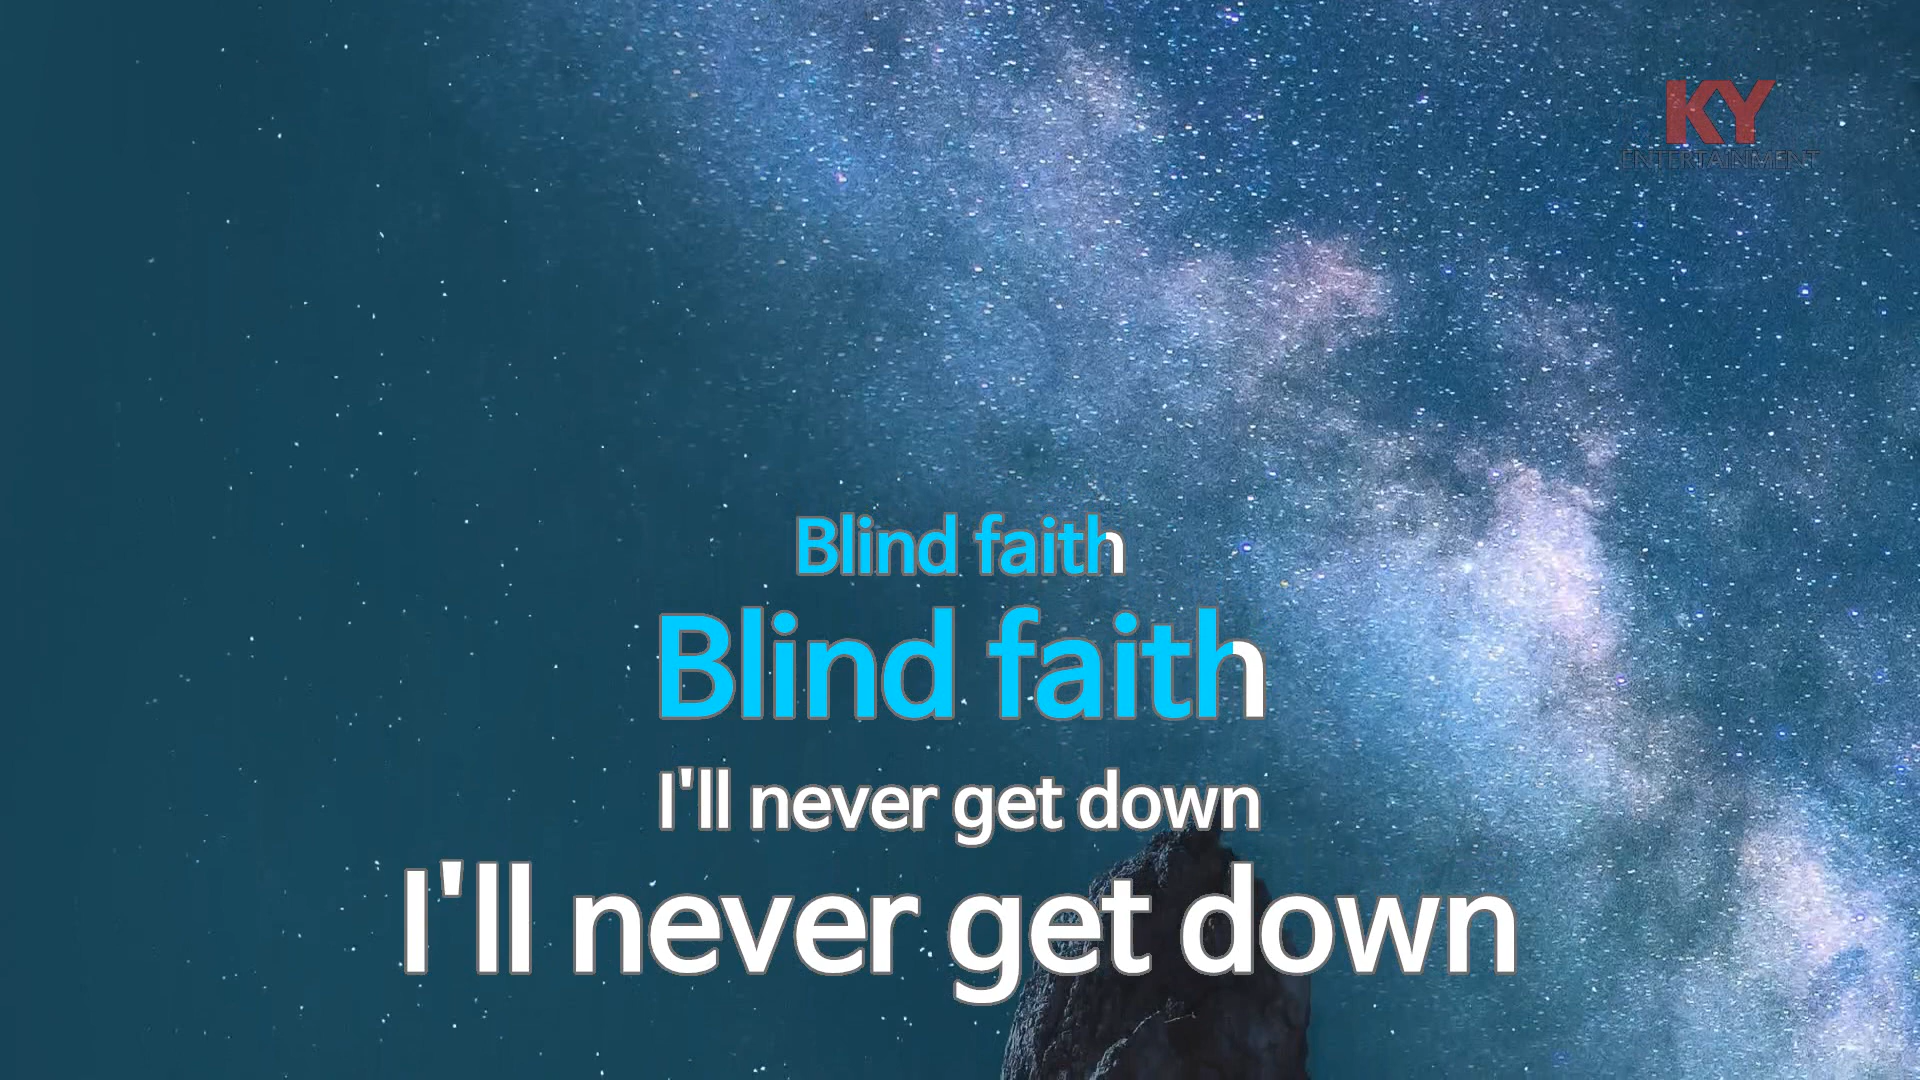 KY
ENTERTAINMENT
Blind faith
Blind faith
I'll never get down
I'll never get down